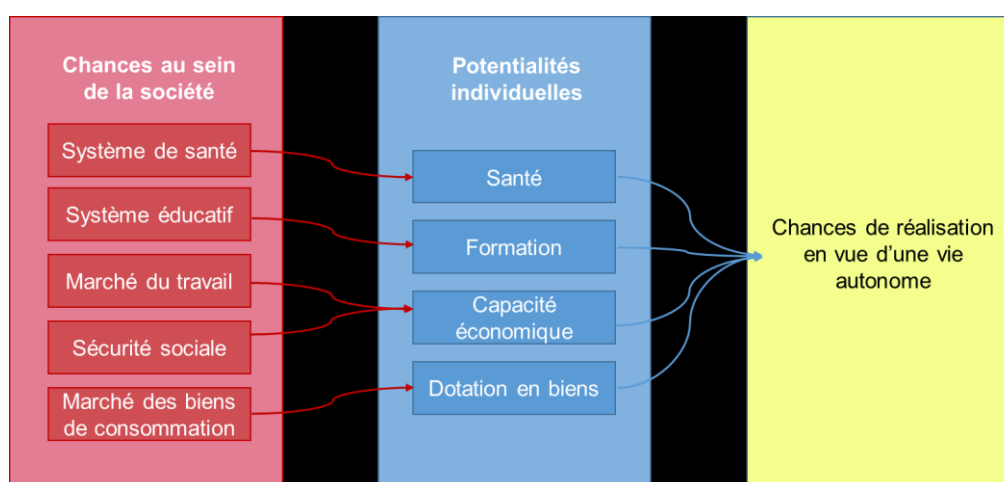 Chances au sein
de la société
Système de santé
Système éducatif
Marché du travail
Sécurité sociale
Marché des biens
de consommation
Potentialités
individuelles
Santé
Formation
Capacité
économique
Dotation en biens
Chances de réalisation
en vue d'une vie
autonome